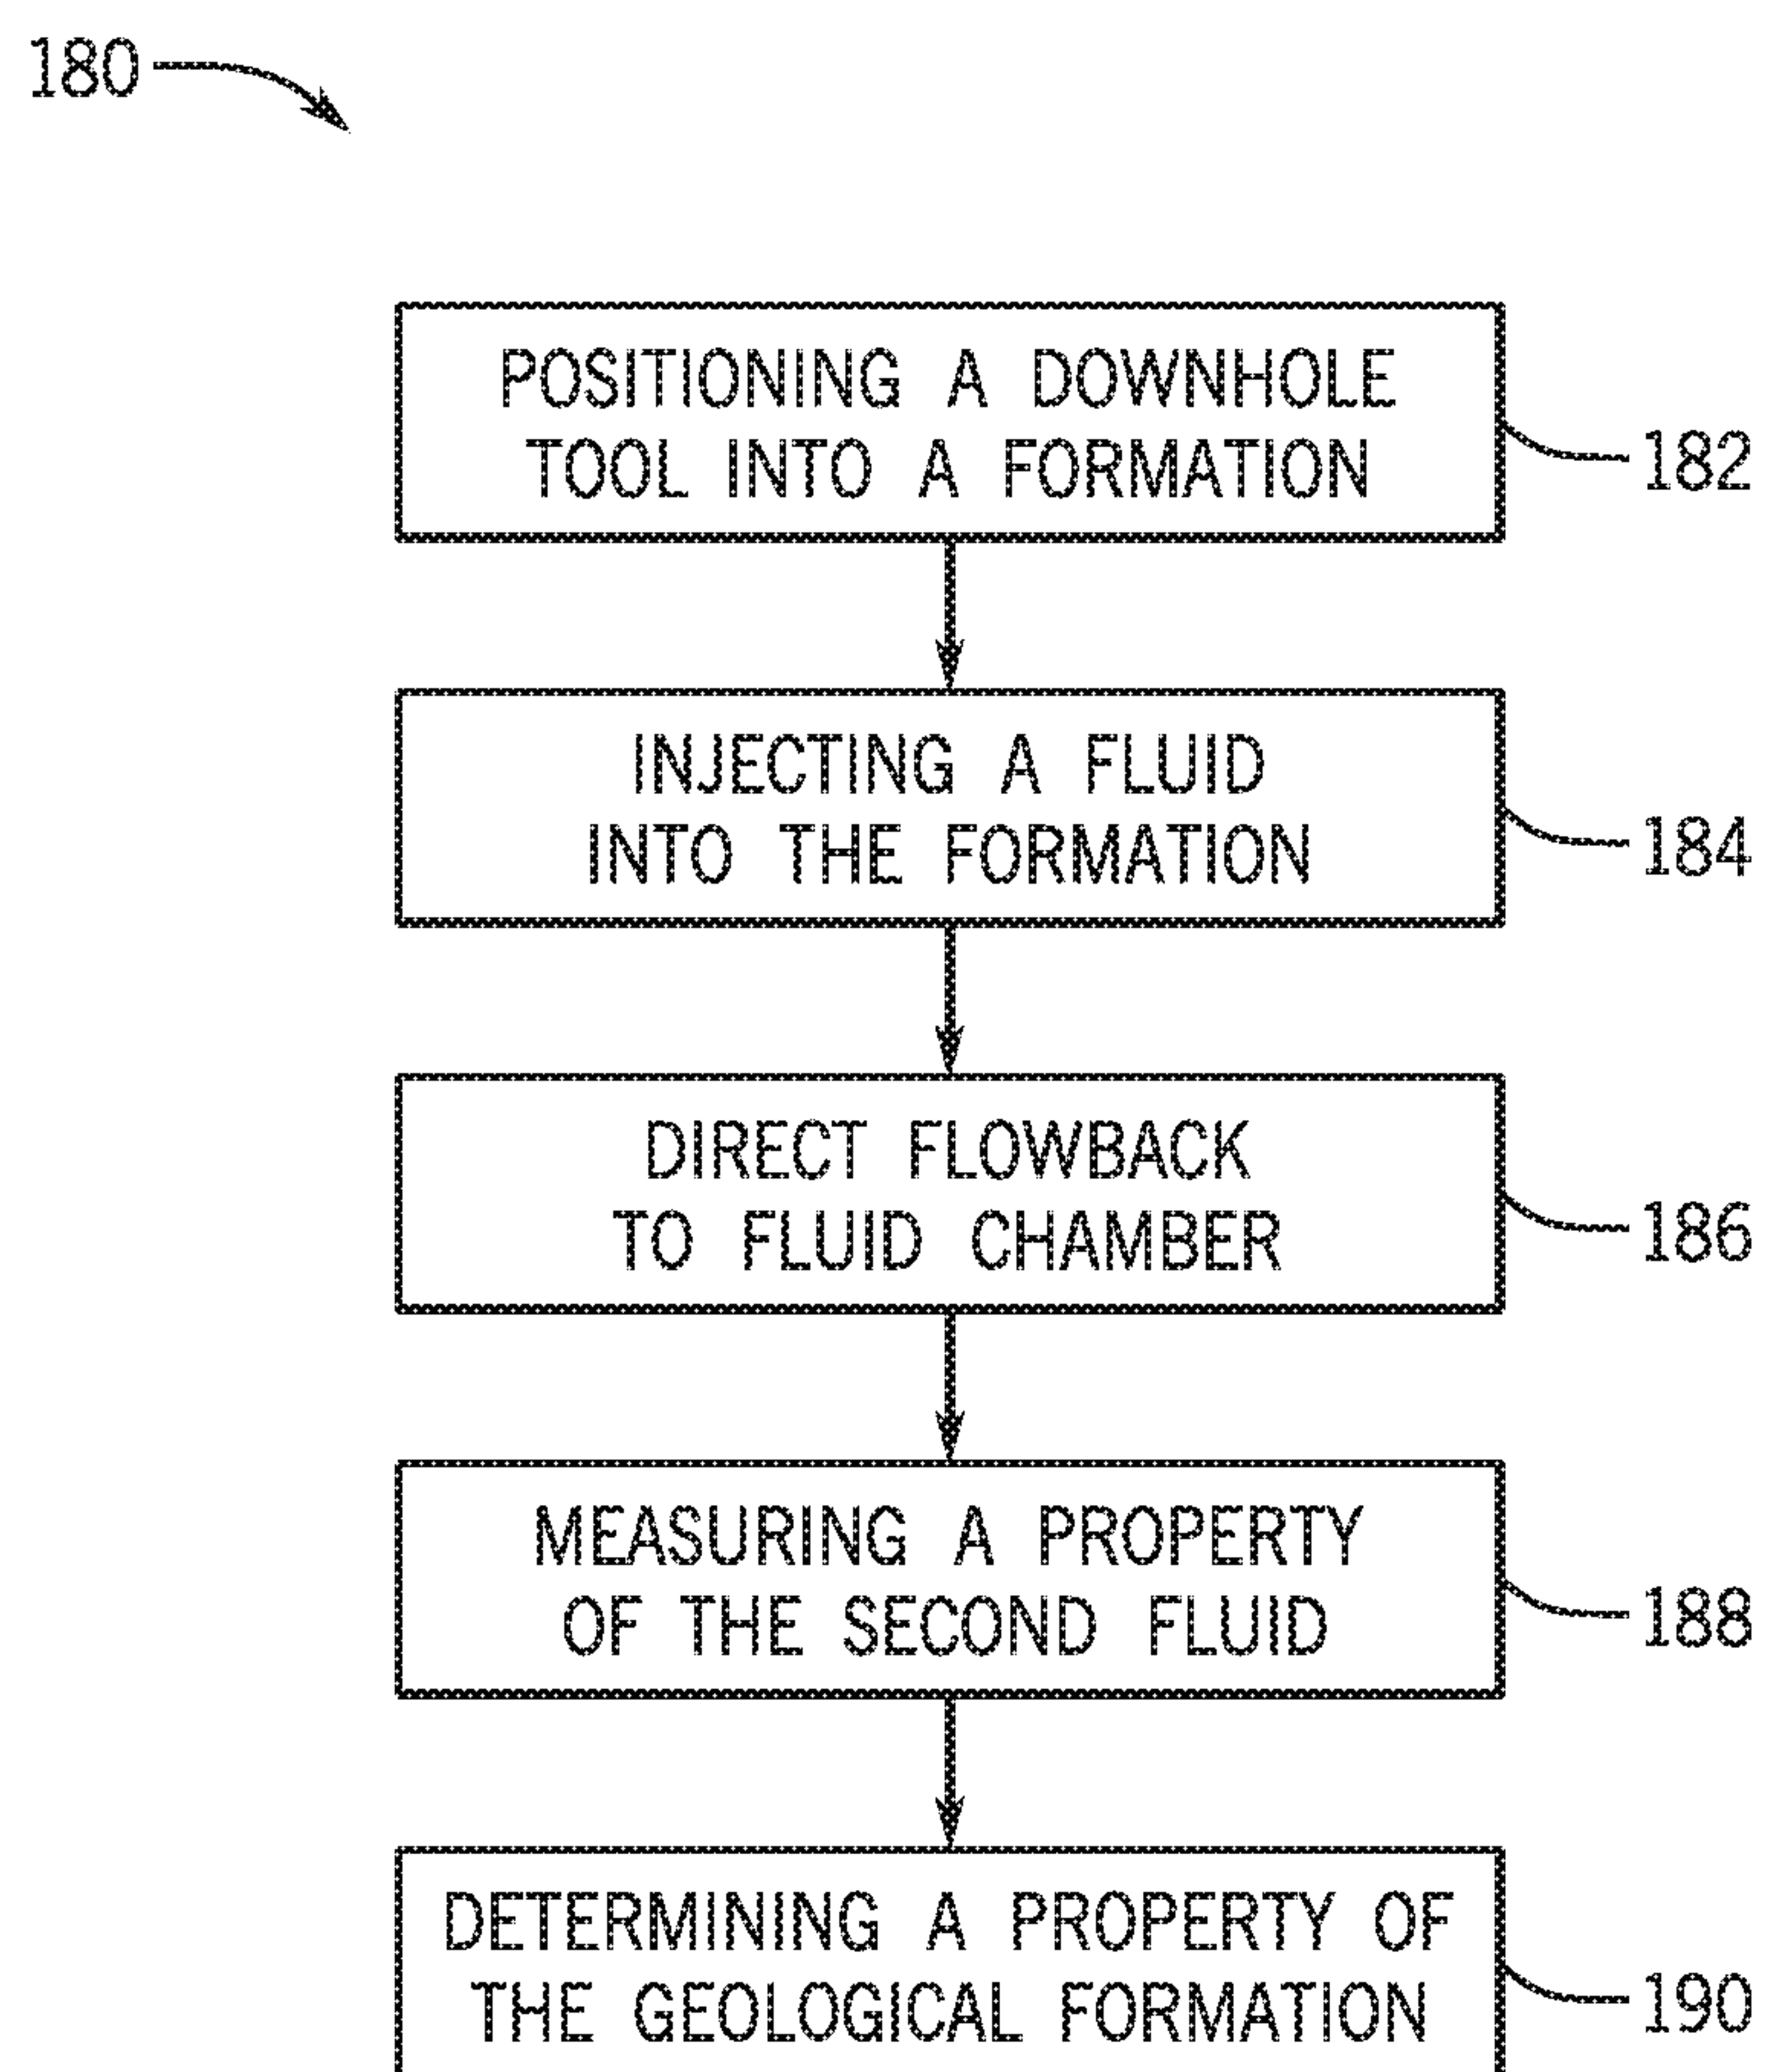 180
POSITIONING A DOWNHOLE
TOOL INTO A FORMATION
182
INJECTING A FLUID
INTO THE FORMATION
184
DIRECT FLOWBACK
TO FLUID CHAMBER
186
MEASURING A PROPERTY
OF THE SECOND FLUID
188
DETERMINING A PROPERTY OF
THE GEOLOGICAL FORMATION
190